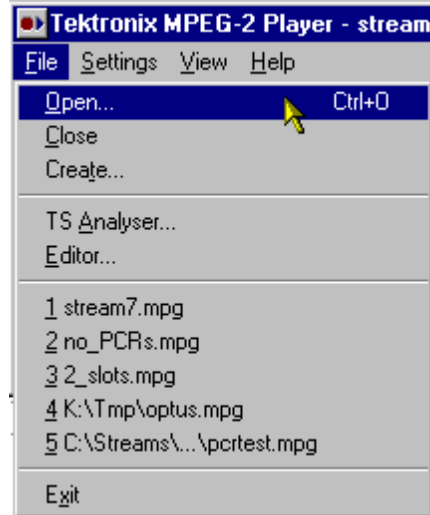 Tektronix MPEG-2 Player - stream
File Settings View Help
Open... Ctrl+O
Close
Create...
TS Analyser...
Editor...
1 stream7.mpg
2 no_PCRs.mpg
3 2_slots.mpg
4 K:\Tmp\optus.mpg
5 C:\Streams\...\pcrtest.mpg
Exit